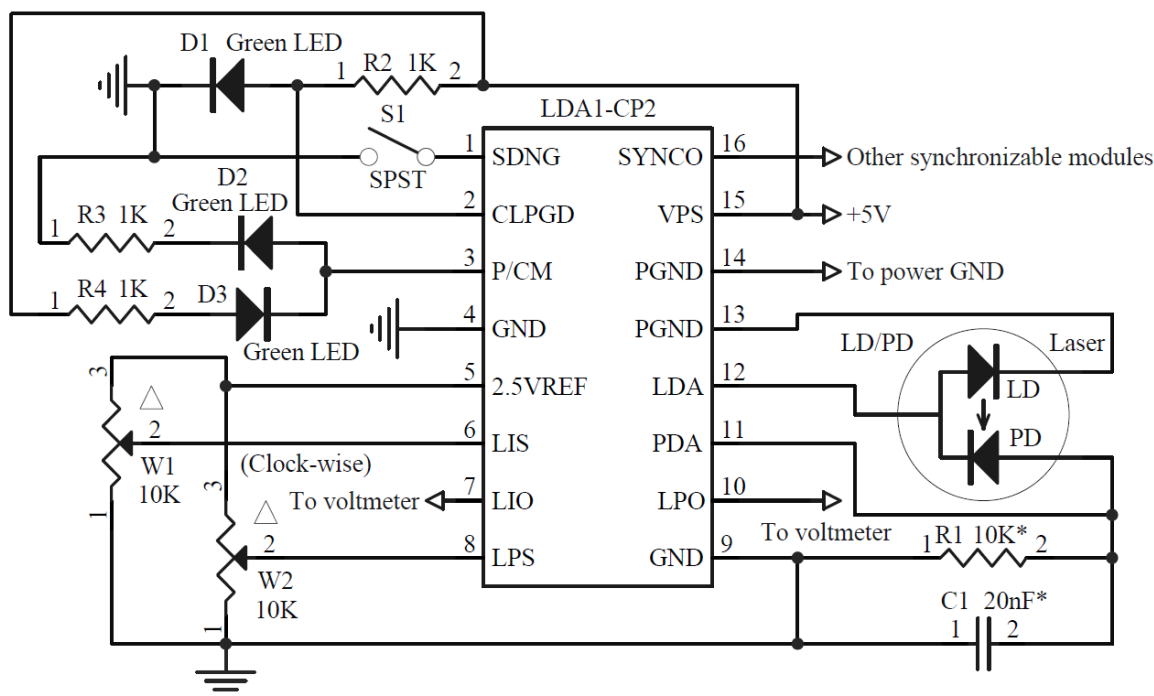 D1 Green LED
1 R2 1K 2
LDA1-CP2
S1
SPST
D2
Green LED
1 R3 1K 2
1 R4 1K 2
D3
Green LED
1 SDNG
2 CLPGD
3 P/CM
4 GND
5 2.5VREF
6 LIS
7 LIO
8 LPS
SYNCO 16
VPS 15
PGND 14
PGND 13
LDA 12
PDA 11
LPO 10
GND 9
Other synchronizable modules
+5V
To power GND
LD/PD
Laser
LD
PD
3
2
W1
10K
1
(Clock-wise)
To voltmeter
3
2
W2
10K
1
To voltmeter
1 R1 10K* 2
C1 20nF*
1 2